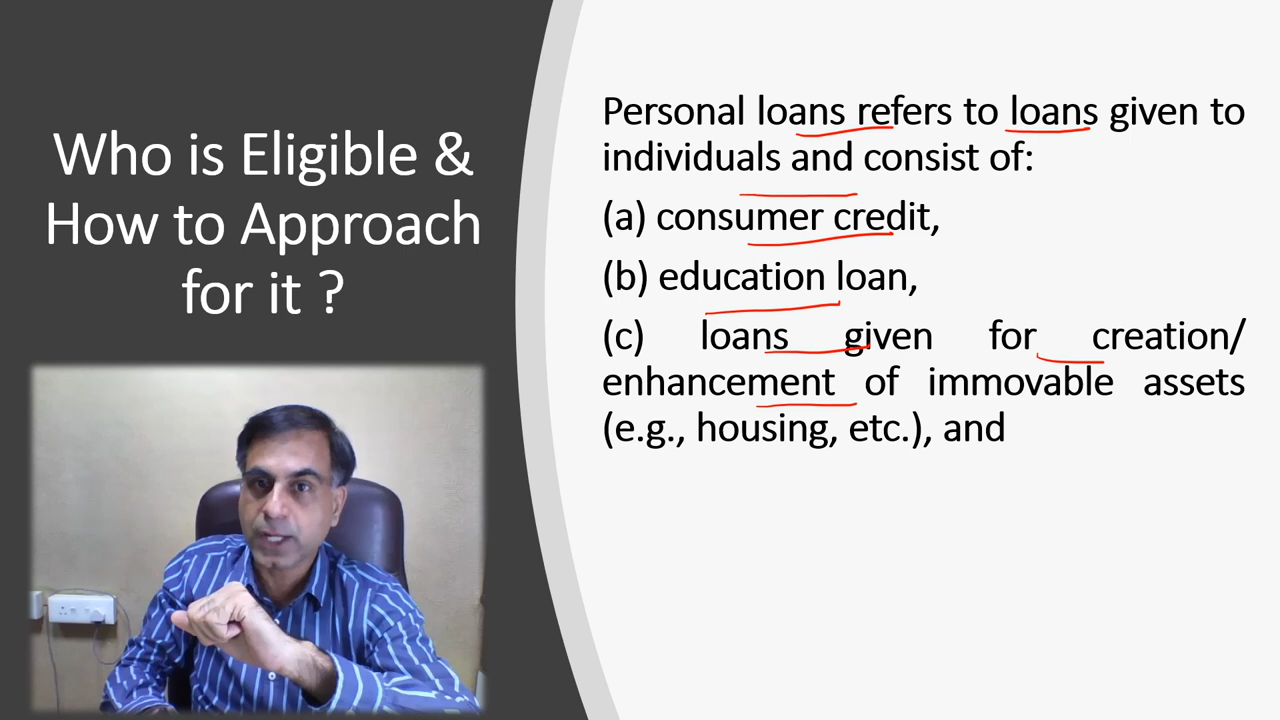 Who is Eligible &
How to Approach
for it ?
Personal loans refers to loans given to
individuals and consist of:
(a) consumer credit,
(b) education loan,
(c) loans given for creation/
enhancement of immovable assets
(e.g., housing, etc.), and